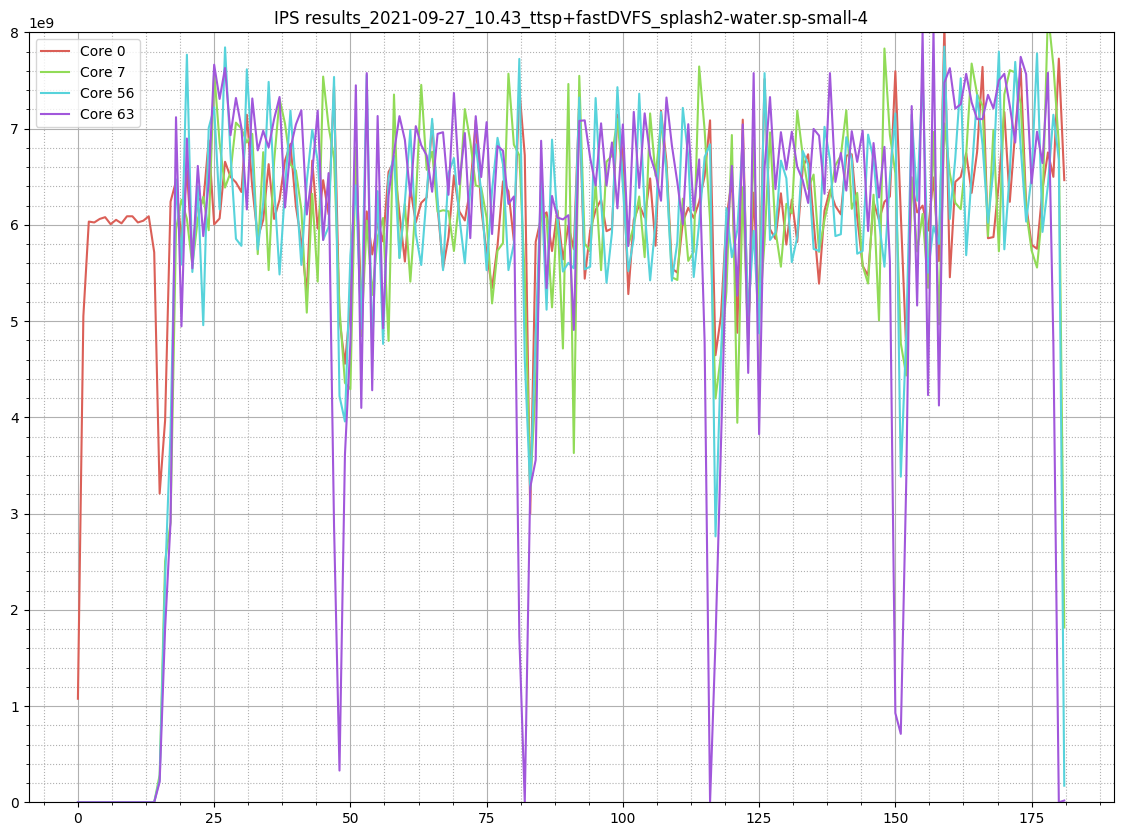 IPS results_2021-09-27_10.43_ttsp+fastDVFS_splash2-water.sp-small-4
1e9
Core 0
Core 7
Core 56
Core 63
8
7
6
5
4
3
2
1
0
0 25 50 75 100 125 150 175